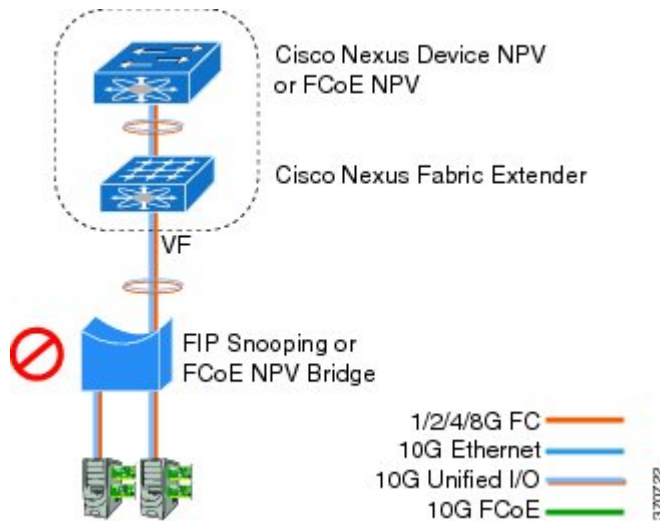 Cisco Nexus Device NPV
or FCoE NPV
Cisco Nexus Fabric Extender
VF
FIP Snooping or
FCoE NPV Bridge
1/2/4/8G FC
10G Ethernet
10G Unified I/O
10G FCoE
370722